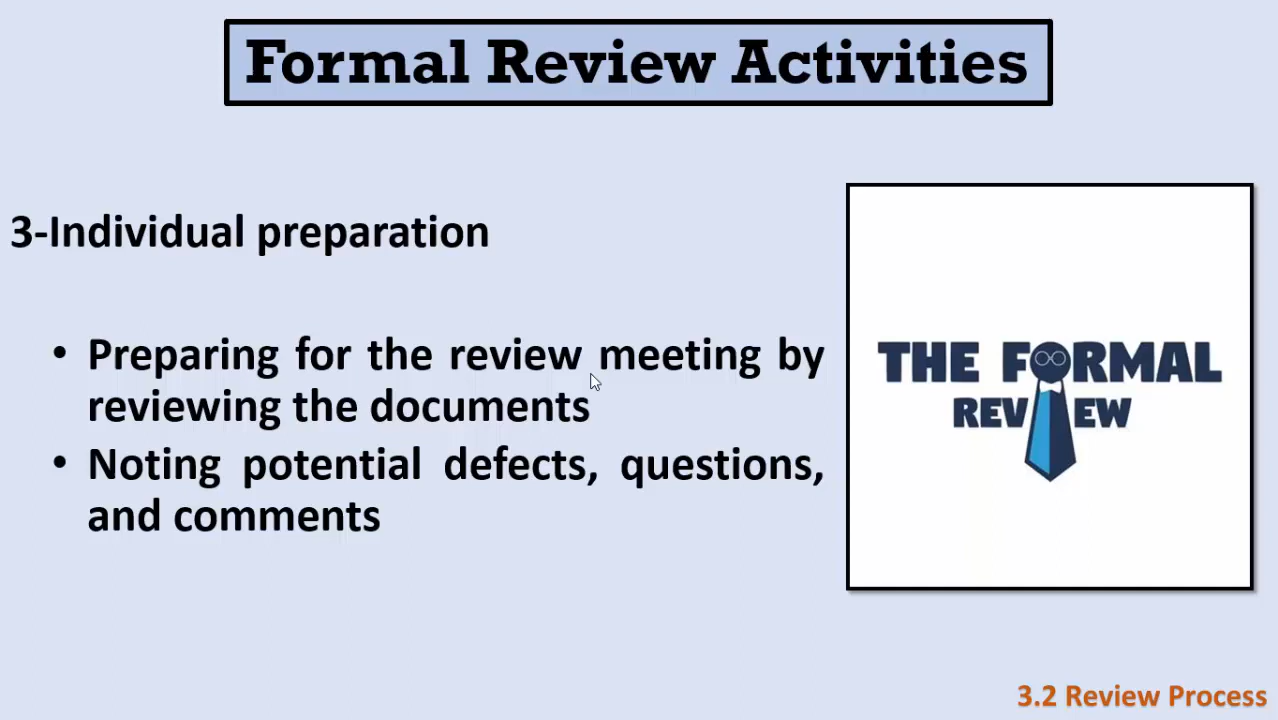 Formal Review Activities
3-Individual preparation
• Preparing for the review meeting by
reviewing the documents
• Noting potential defects, questions,
and comments
THE FORMAL
REVIEW
3.2 Review Process